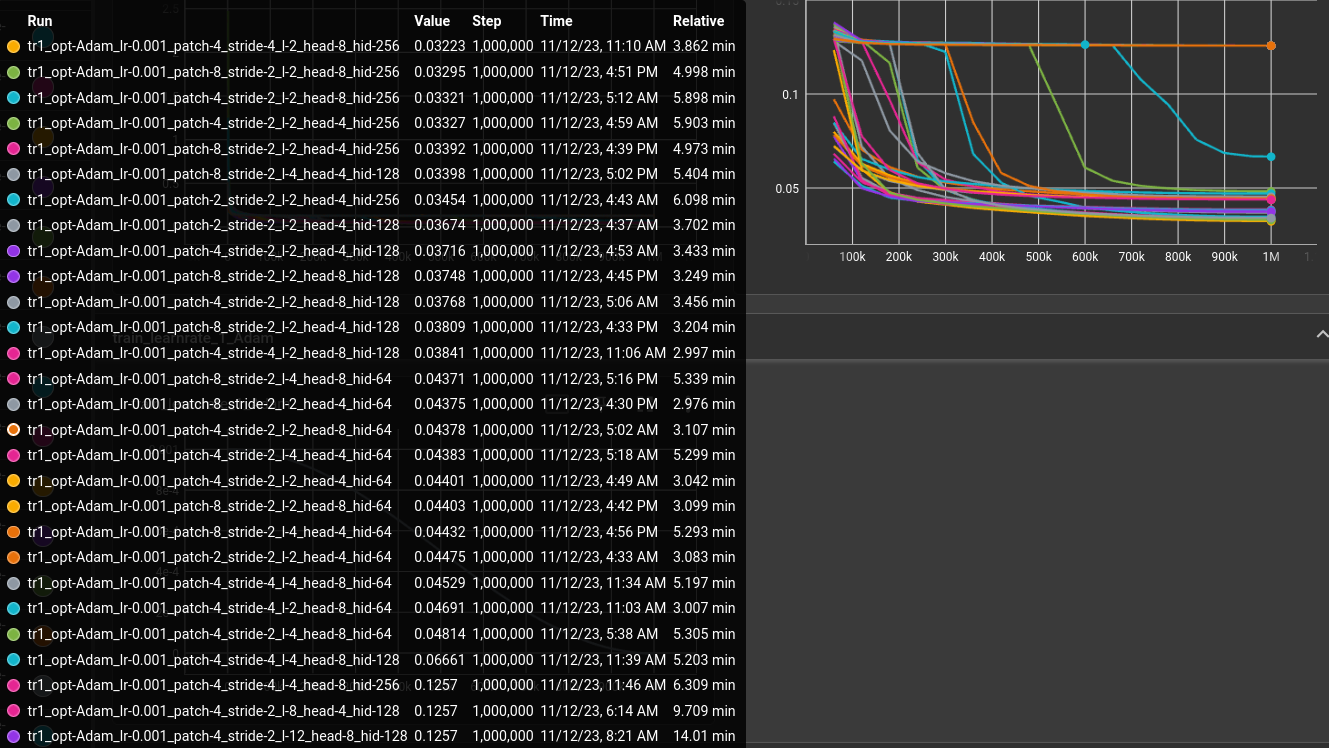 Run Value Step Time Relative
tr1_opt-Adam_lr-0.001_patch-4_stride-4_l-2_head-8_hid-256 0.03223 1,000,000 11/12/23, 11:10 AM 3.862 min
tr1_opt-Adam_lr-0.001_patch-8_stride-2_l-2_head-8_hid-256 0.03295 1,000,000 11/12/23, 4:51 PM 4.998 min
tr1_opt-Adam_lr-0.001_patch-4_stride-2_l-2_head-8_hid-256 0.03321 1,000,000 11/12/23, 5:12 AM 5.898 min
tr1_opt-Adam_lr-0.001_patch-4_stride-2_l-2_head-4_hid-256 0.03327 1,000,000 11/12/23, 4:59 AM 5.903 min
tr1_opt-Adam_lr-0.001_patch-8_stride-2_l-2_head-4_hid-256 0.03392 1,000,000 11/12/23, 4:39 PM 4.973 min
tr1_opt-Adam_lr-0.001_patch-8_stride-2_l-4_head-4_hid-128 0.03398 1,000,000 11/12/23, 5:02 PM 5.404 min
tr1_opt-Adam_lr-0.001_patch-2_stride-2_l-2_head-4_hid-256 0.03454 1,000,000 11/12/23, 4:43 AM 6.098 min
tr1_opt-Adam_lr-0.001_patch-2_stride-2_l-2_head-4_hid-128 0.03674 1,000,000 11/12/23, 4:37 AM 3.702 min
tr1_opt-Adam_lr-0.001_patch-4_stride-2_l-2_head-4_hid-128 0.03716 1,000,000 11/12/23, 4:53 AM 3.433 min
tr1_opt-Adam_lr-0.001_patch-8_stride-2_l-2_head-8_hid-128 0.03748 1,000,000 11/12/23, 4:45 PM 3.249 min
tr1_opt-Adam_lr-0.001_patch-4_stride-2_l-2_head-8_hid-128 0.03768 1,000,000 11/12/23, 5:06 AM 3.456 min
tr1_opt-Adam_lr-0.001_patch-8_stride-2_l-2_head-4_hid-128 0.03809 1,000,000 11/12/23, 4:33 PM 3.204 min
tr1_opt-Adam_lr-0.001_patch-4_stride-4_l-2_head-8_hid-128 0.03841 1,000,000 11/12/23, 11:06 AM 2.997 min
tr1_opt-Adam_lr-0.001_patch-8_stride-2_l-4_head-8_hid-64 0.04371 1,000,000 11/12/23, 5:16 PM 5.339 min
tr1_opt-Adam_lr-0.001_patch-8_stride-2_l-2_head-4_hid-64 0.04375 1,000,000 11/12/23, 4:30 PM 2.976 min
tr1_opt-Adam_lr-0.001_patch-4_stride-2_l-2_head-8_hid-64 0.04378 1,000,000 11/12/23, 5:02 AM 3.107 min
tr1_opt-Adam_lr-0.001_patch-4_stride-2_l-4_head-4_hid-64 0.04383 1,000,000 11/12/23, 5:18 AM 5.299 min
tr1_opt-Adam_lr-0.001_patch-4_stride-2_l-2_head-4_hid-64 0.04401 1,000,000 11/12/23, 4:49 AM 3.042 min
tr1_opt-Adam_lr-0.001_patch-8_stride-2_l-2_head-8_hid-64 0.04403 1,000,000 11/12/23, 4:42 PM 3.099 min
tr1_opt-Adam_lr-0.001_patch-8_stride-2_l-4_head-4_hid-64 0.04432 1,000,000 11/12/23, 4:56 PM 5.293 min
tr1_opt-Adam_lr-0.001_patch-2_stride-2_l-2_head-4_hid-64 0.04475 1,000,000 11/12/23, 4:33 AM 3.083 min
tr1_opt-Adam_lr-0.001_patch-4_stride-4_l-4_head-8_hid-64 0.04529 1,000,000 11/12/23, 11:34 AM 5.197 min
tr1_opt-Adam_lr-0.001_patch-4_stride-4_l-2_head-8_hid-64 0.04691 1,000,000 11/12/23, 11:03 AM 3.007 min
tr1_opt-Adam_lr-0.001_patch-4_stride-2_l-4_head-8_hid-64 0.04814 1,000,000 11/12/23, 5:38 AM 5.305 min
tr1_opt-Adam_lr-0.001_patch-4_stride-4_l-4_head-8_hid-128 0.06661 1,000,000 11/12/23, 11:39 AM 5.203 min
tr1_opt-Adam_lr-0.001_patch-4_stride-4_l-4_head-8_hid-256 0.1257 1,000,000 11/12/23, 11:46 AM 6.309 min
tr1_opt-Adam_lr-0.001_patch-4_stride-2_l-8_head-4_hid-128 0.1257 1,000,000 11/12/23, 6:14 AM 9.709 min
tr1_opt-Adam_lr-0.001_patch-4_stride-2_l-12_head-8_hid-128 0.1257 1,000,000 11/12/23, 8:21 AM 14.01 min
train_learnrate_1_Adam
0.1
0.05
100k 200k 300k 400k 500k 600k 700k 800k 900k 1M